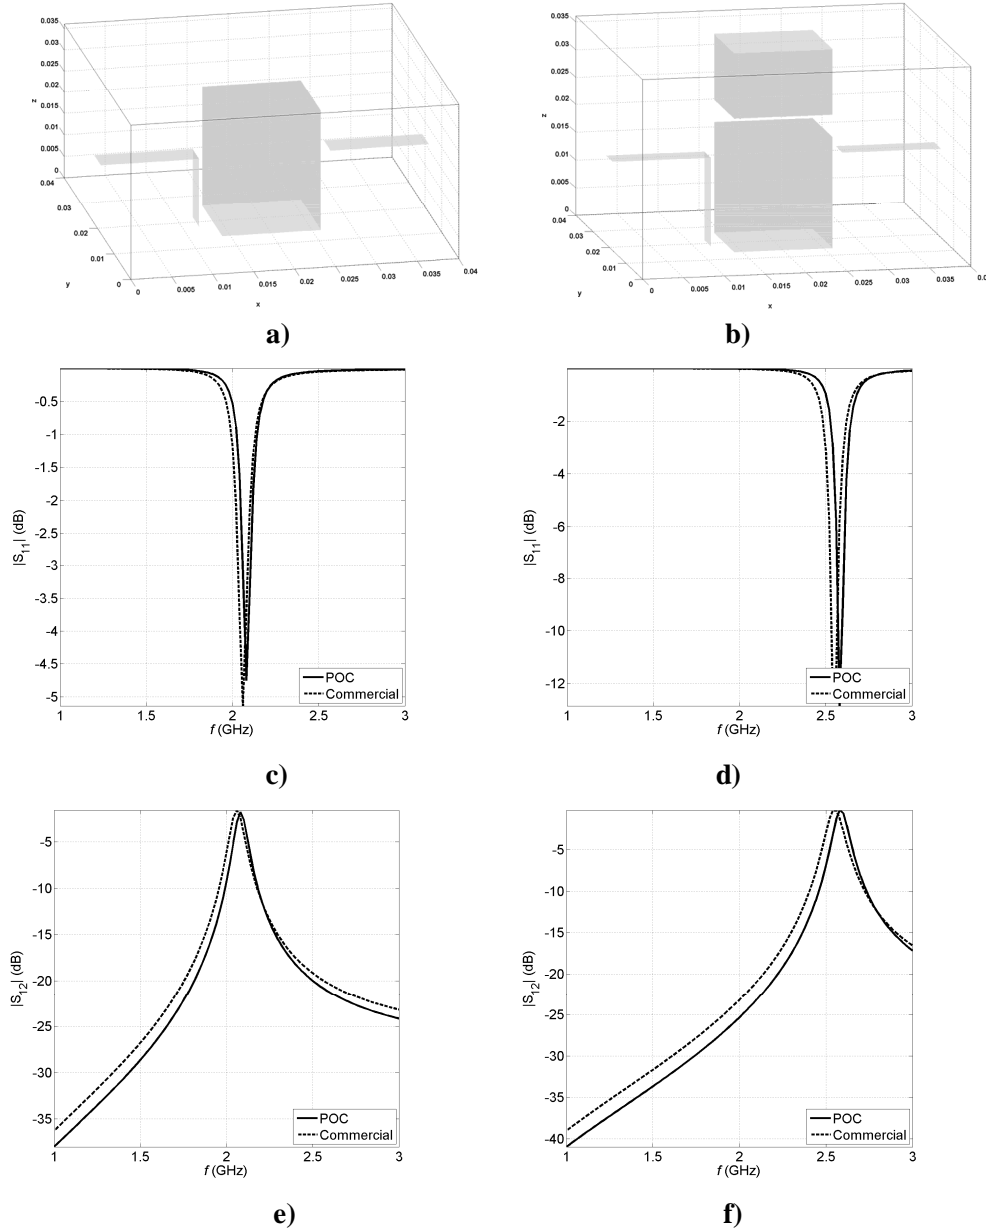 0.035
0.03
0.025
0.02
0.015
0.01
0.005
0
z
0.04
0.03
0.02
0.01
0
y
0
0.005
0.01
0.015
0.02
0.025
0.03
0.035
0.04
x
a)
0.035
0.03
0.025
0.02
0.015
0.01
0.005
0
z
0.04
0.03
0.02
0.01
0
y
0
0.005
0.01
0.015
0.02
0.025
0.03
0.035
0.0
x
b)
-0.5
-1
-1.5
-2
-2.5
-3
-3.5
-4
-4.5
-5
|S11| (dB)
POC
Commercial
1 1.5 2 2.5 3
f (GHz)
c)
-2
-4
-6
-8
-10
-12
|S11| (dB)
POC
Commercial
1 1.5 2 2.5 3
f (GHz)
d)
-5
-10
-15
-20
-25
-30
-35
|S12| (dB)
POC
Commercial
1 1.5 2 2.5 3
f (GHz)
e)
-5
-10
-15
-20
-25
-30
-35
-40
|S12| (dB)
POC
Commercial
1 1.5 2 2.5 3
f (GHz)
f)